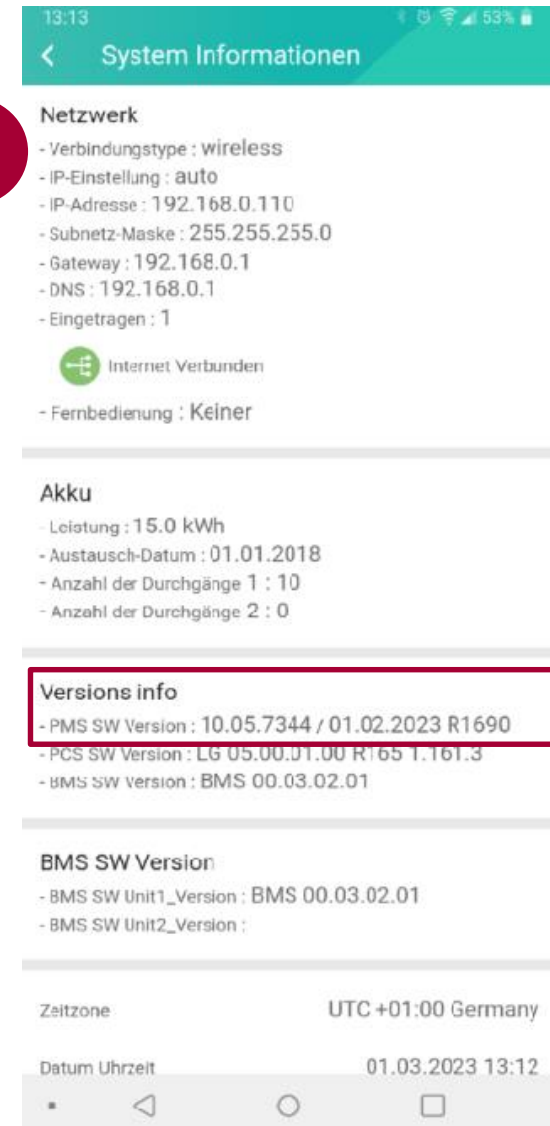 13:13 53%
System Informationen
Netzwerk
- Verbindungstype : wireless
- IP-Einstellung : auto
- IP-Adresse : 192.168.0.110
- Subnetz-Maske : 255.255.255.0
- Gateway : 192.168.0.1
- DNS : 192.168.0.1
- Eingetragen : 1
Internet Verbunden
- Fernbedienung : Keiner
Akku
- Leistung : 15.0 kWh
- Austausch-Datum : 01.01.2018
- Anzahl der Durchgänge 1 : 10
- Anzahl der Durchgänge 2 : 0
Versions info
- PMS SW Version : 10.05.7344 / 01.02.2023 R1690
- PCS SW Version : LG 05.00.01.00 R165 1.161.3
- BMS SW Version : BMS 00.03.02.01
BMS SW Version
- BMS SW Unit1_Version : BMS 00.03.02.01
- BMS SW Unit2_Version :
Zeitzone UTC +01:00 Germany
Datum Uhrzeit 01.03.2023 13:12